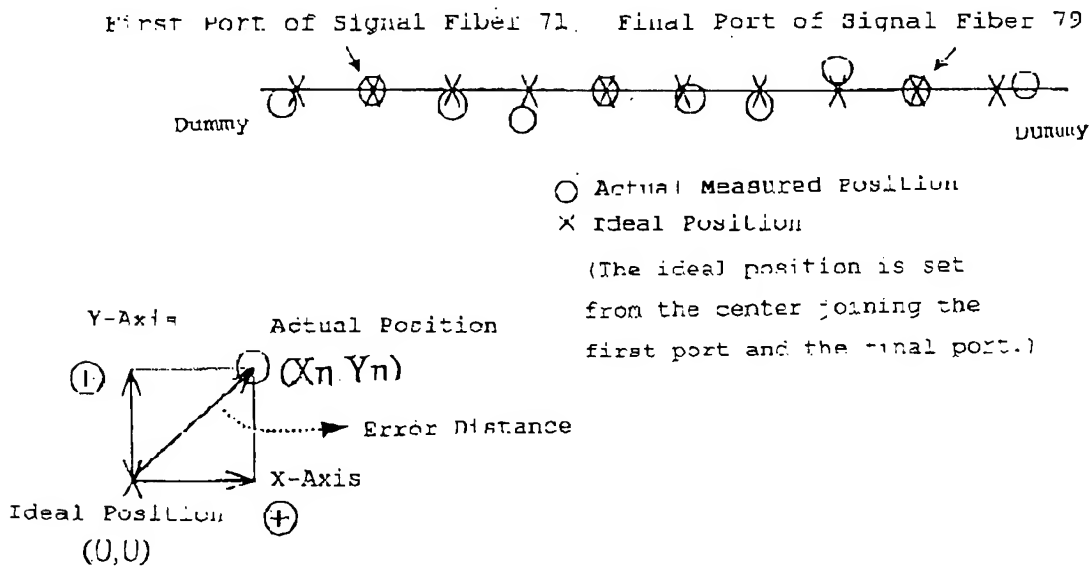 First Port of Signal Fiber 71. Final Port of Signal Fiber 79
Dummy
Dummy
○ Actual Measured Position
× Ideal Position
(The ideal position is set
from the center joining the
first port and the final port.)
Y-Axis
Actual Position
(Xn Yn)
Error Distance
X-Axis
Ideal Position
(0,0)